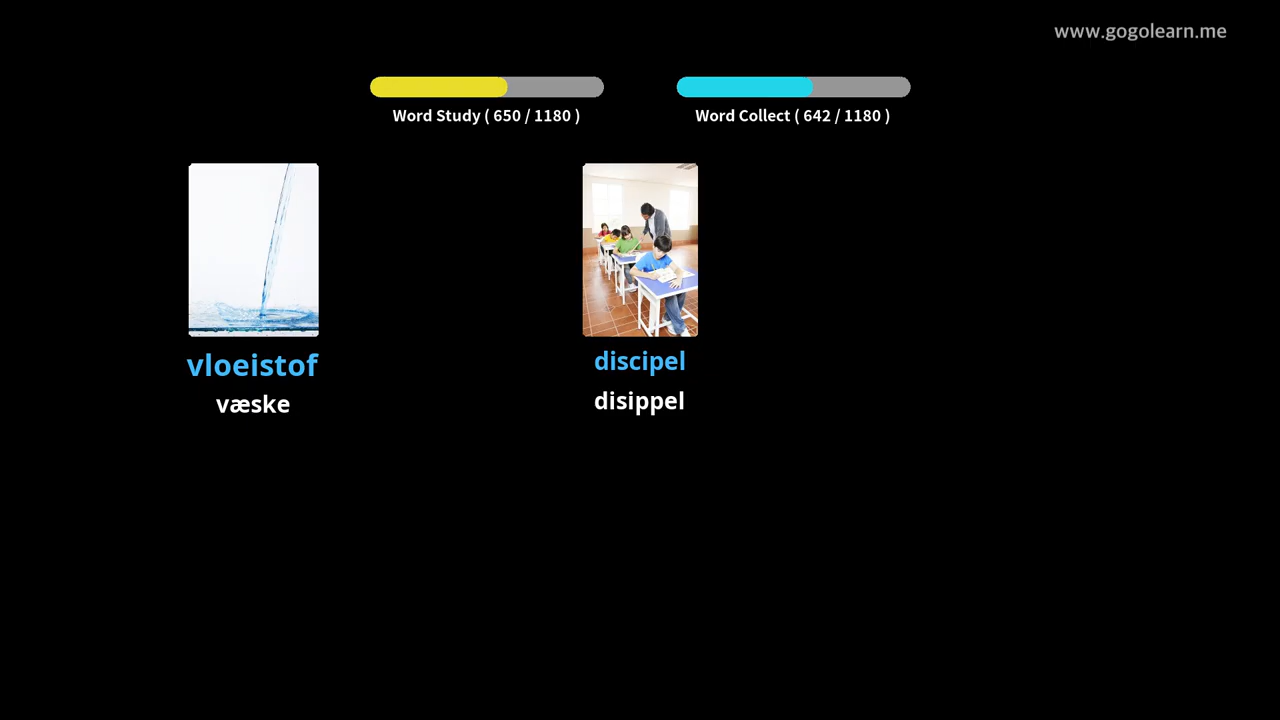 www.gogolearn.me
Word Study ( 650 / 1180 )
Word Collect ( 642 / 1180 )
vloeistof
væske
discipel
disippel